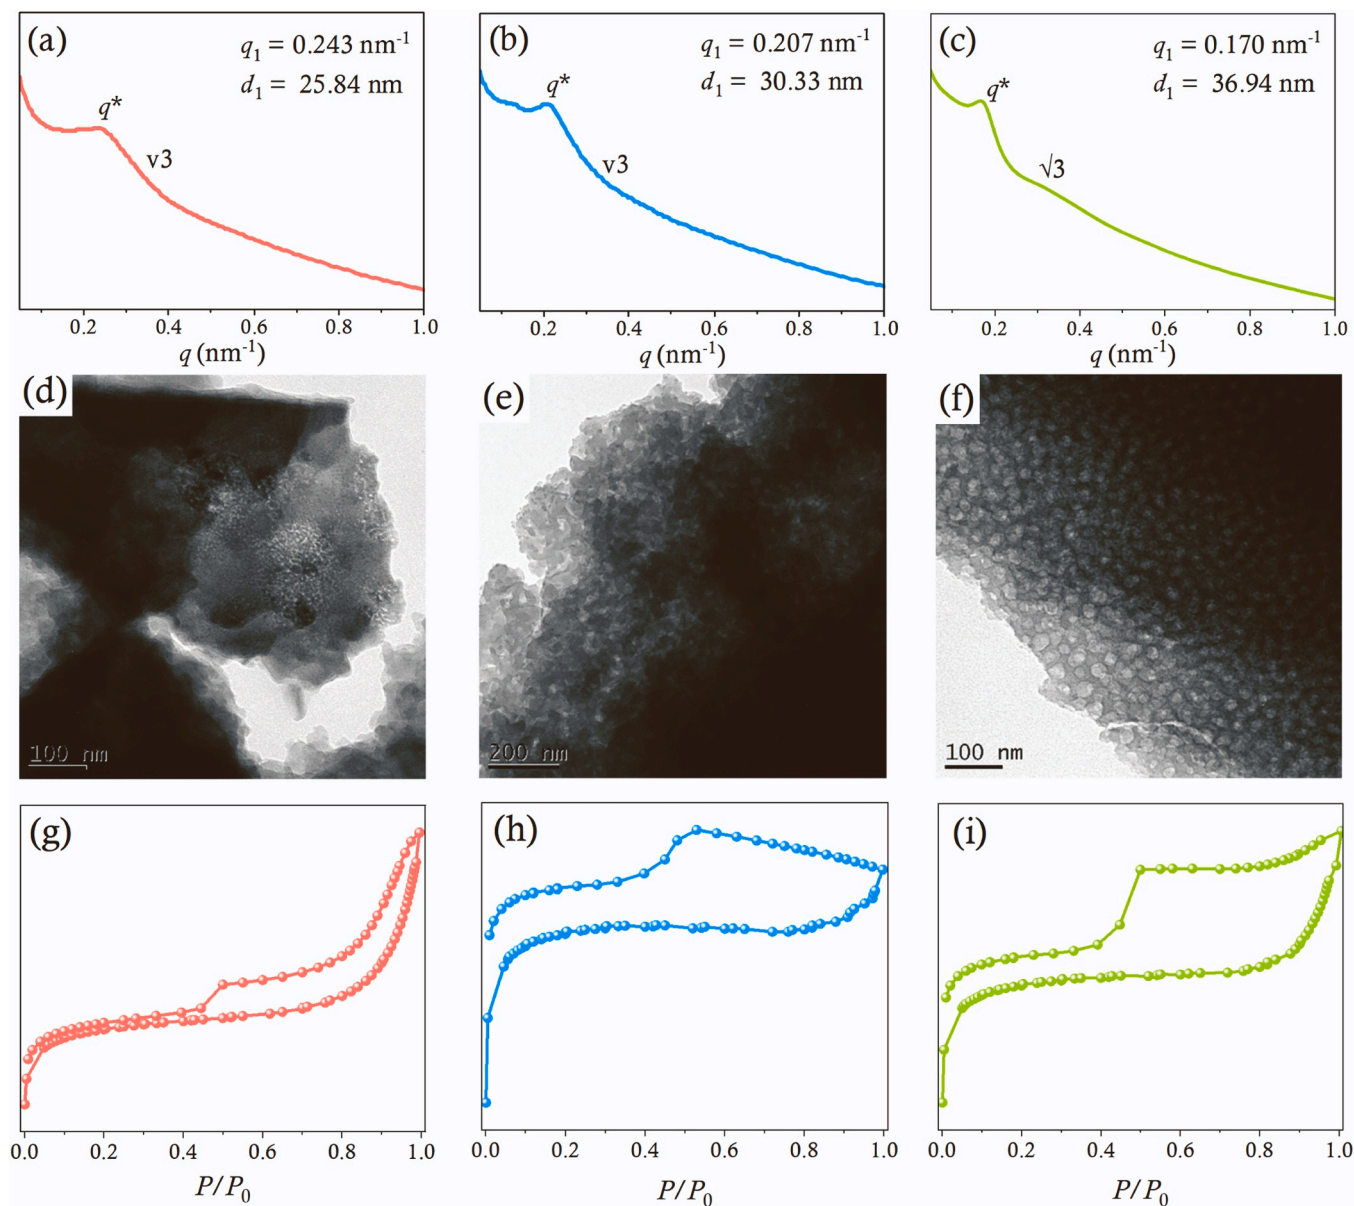 (a)
q₁ = 0.243 nm⁻¹
d₁ = 25.84 nm
q*
v3
0.2 0.4 0.6 0.8 1.0
q (nm⁻¹)
(b)
q₁ = 0.207 nm⁻¹
d₁ = 30.33 nm
q*
v3
0.2 0.4 0.6 0.8 1.0
q (nm⁻¹)
(c)
q₁ = 0.170 nm⁻¹
d₁ = 36.94 nm
q*
√3
0.2 0.4 0.6 0.8 1.0
q (nm⁻¹)
(d)
100 nm
(e)
200 nm
(f)
100 nm
(g)
0.0 0.2 0.4 0.6 0.8 1.0
P/P₀
(h)
0.0 0.2 0.4 0.6 0.8 1.0
P/P₀
(i)
0.0 0.2 0.4 0.6 0.8 1.0
P/P₀